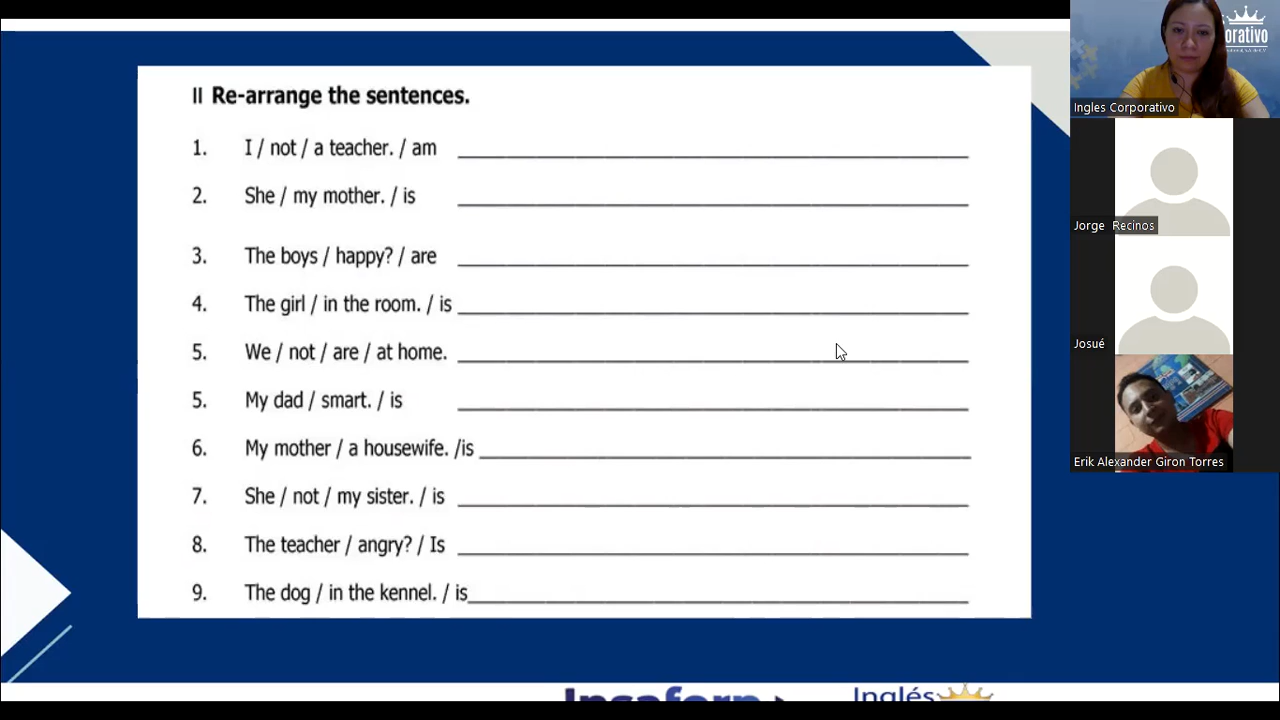 II Re-arrange the sentences.
1. I / not / a teacher. / am
2. She / my mother. / is
3. The boys / happy? / are
4. The girl / in the room. / is
5. We / not / are / at home.
5. My dad / smart. / is
6. My mother / a housewife. /is
7. She / not / my sister. / is
8. The teacher / angry? / Is
9. The dog / in the kennel. / is
Ingles Corporativo
Jorge Recinos
Josué
Erik Alexander Giron Torres
Inglés